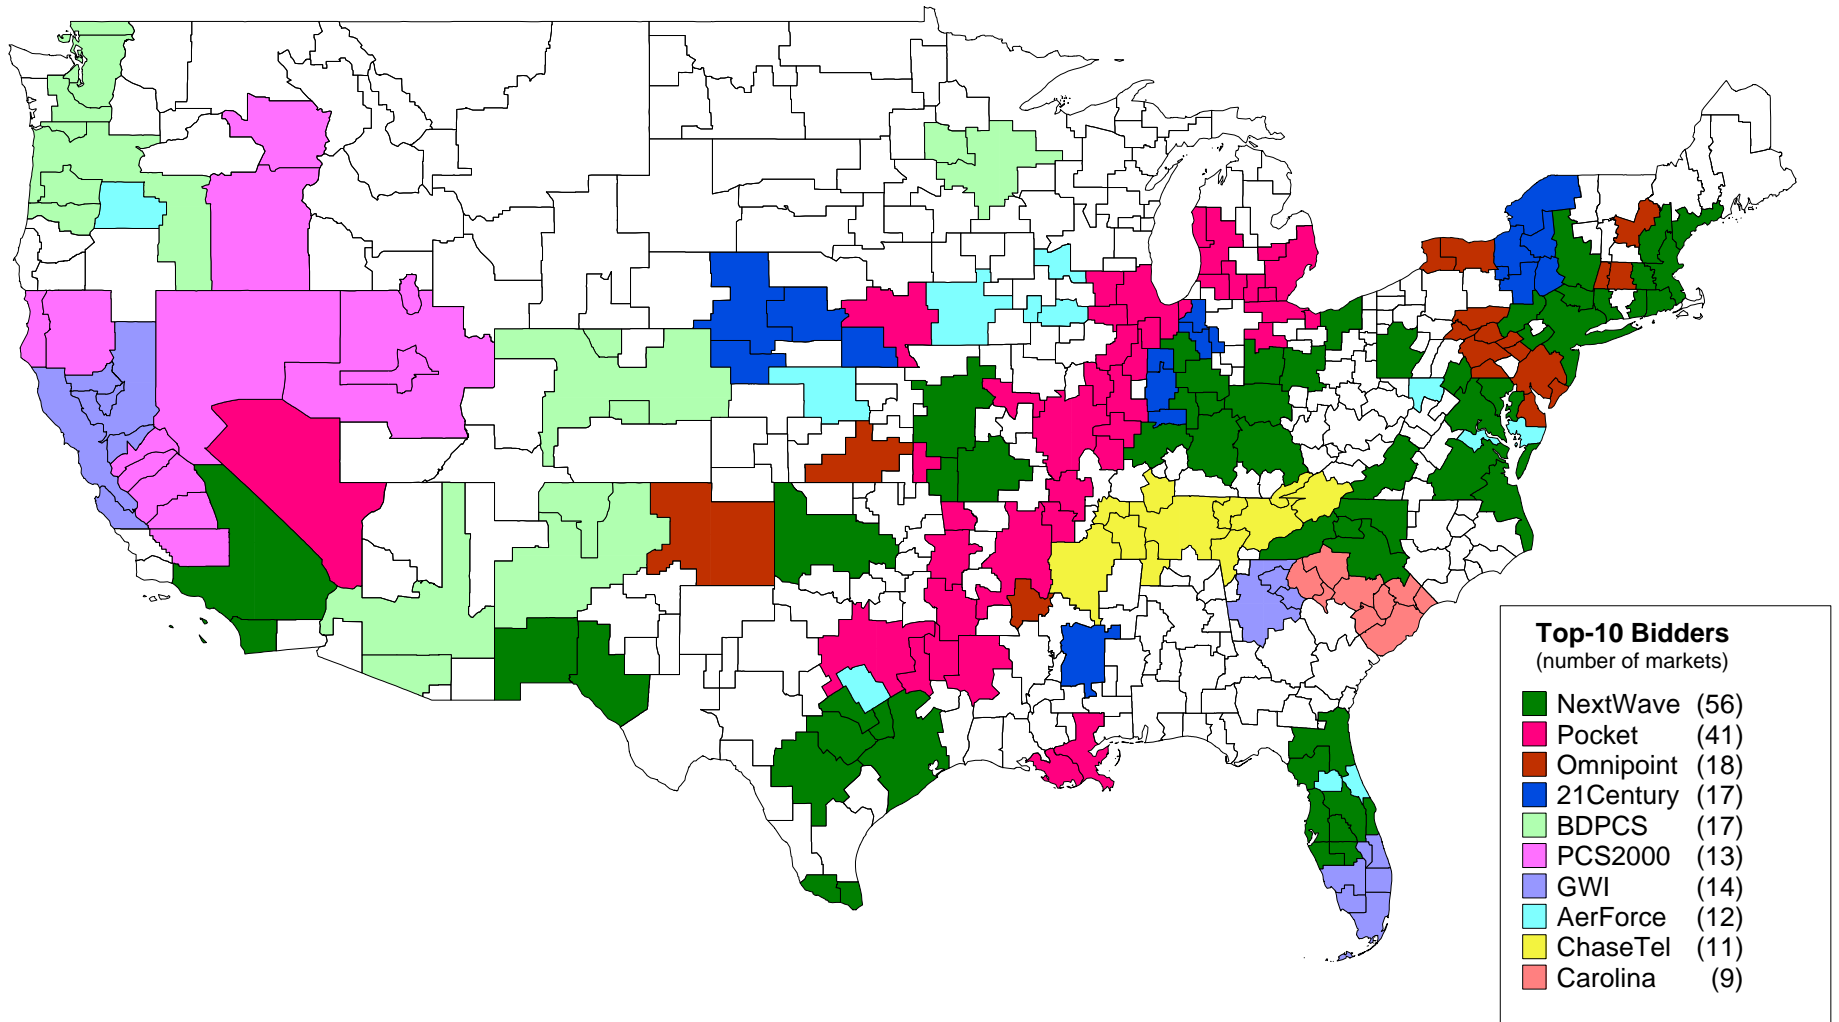 Top-10 Bidders
(number of markets)
NextWave (56)
Pocket (41)
Omnipoint (18)
21Century (17)
BDPCS (17)
PCS2000 (13)
GWI (14)
AerForce (12)
ChaseTel (11)
Carolina (9)